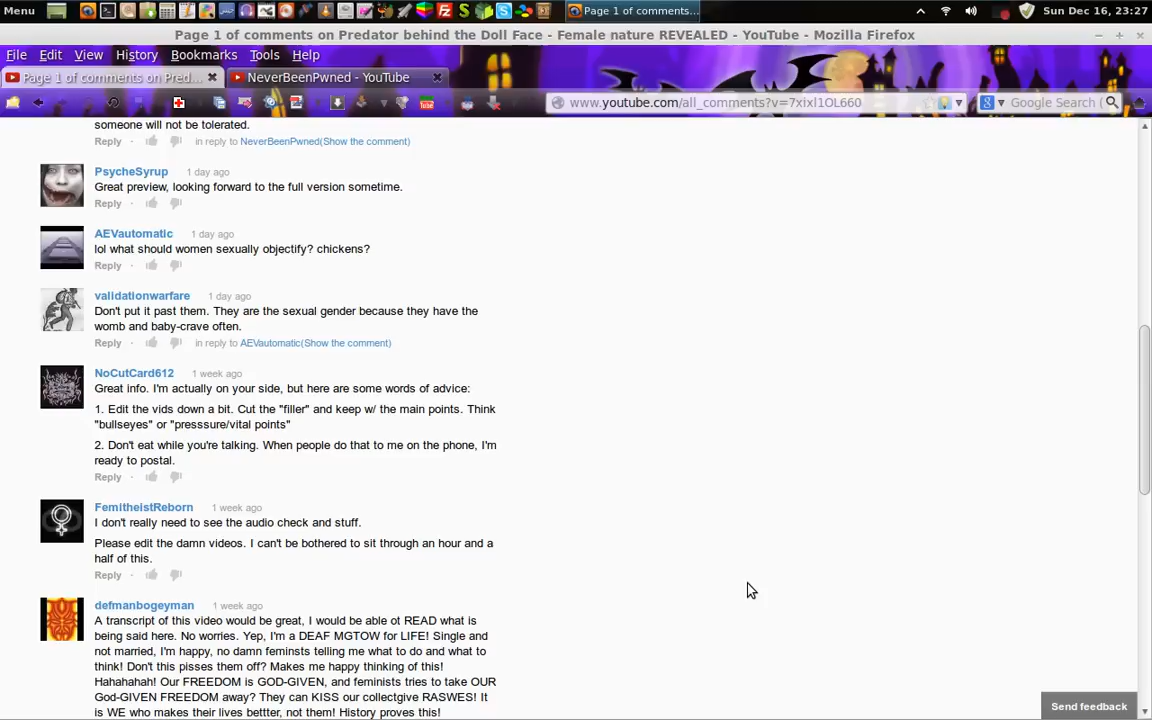 Menu
Page 1 of comments...
Sun Dec 16, 23:27
Page 1 of comments on Predator behind the Doll Face - Female nature REVEALED - YouTube - Mozilla Firefox
File Edit View History Bookmarks Tools Help
Page 1 of comments on Pred...
NeverBeenPwned - YouTube
www.youtube.com/all_comments?v=7xixl1OL660
Google Search (
someone will not be tolerated.
Reply · in reply to NeverBeenPwned(Show the comment)
PsycheSyrup 1 day ago
Great preview, looking forward to the full version sometime.
Reply ·
AEVautomatic 1 day ago
lol what should women sexually objectify? chickens?
Reply ·
validationwarfare 1 day ago
Don't put it past them. They are the sexual gender because they have the
womb and baby-crave often.
Reply · in reply to AEVautomatic(Show the comment)
NoCutCard612 1 week ago
Great info. I'm actually on your side, but here are some words of advice:
1. Edit the vids down a bit. Cut the "filler" and keep w/ the main points. Think
"bullseyes" or "presssure/vital points"
2. Don't eat while you're talking. When people do that to me on the phone, I'm
ready to postal.
Reply ·
FemitheistReborn 1 week ago
I don't really need to see the audio check and stuff.
Please edit the damn videos. I can't be bothered to sit through an hour and a
half of this.
Reply ·
defmanbogeyman 1 week ago
A transcript of this video would be great, I would be able ot READ what is
being said here. No worries. Yep, I'm a DEAF MGTOW for LIFE! Single and
not married, I'm happy, no damn feminsts telling me what to do and what to
think! Don't this pisses them off? Makes me happy thinking of this!
Hahahahah! Our FREEDOM is GOD-GIVEN, and feminists tries to take OUR
God-GIVEN FREEDOM away? They can KISS our collectgive RASWES! It
is WE who makes their lives bettter, not them! History proves this!
Send feedback